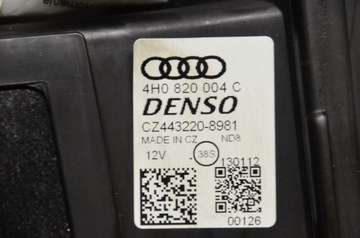 4H0 820 004 C
DENSO
CZ443220-8981
MADE IN CZ ND8
12V 38S 130112
00126